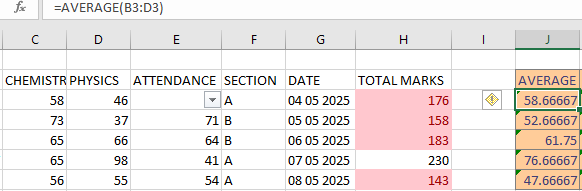 fx =AVERAGE(B3:D3)
C D E F G H I J
CHEMISTR PHYSICS ATTENDANCE SECTION DATE TOTAL MARKS AVERAGE
58 46 A 04 05 2025 176 58.66667
73 37 71 B 05 05 2025 158 52.66667
65 66 64 B 06 05 2025 183 61.75
65 98 41 A 07 05 2025 230 76.66667
56 55 54 A 08 05 2025 143 47.66667